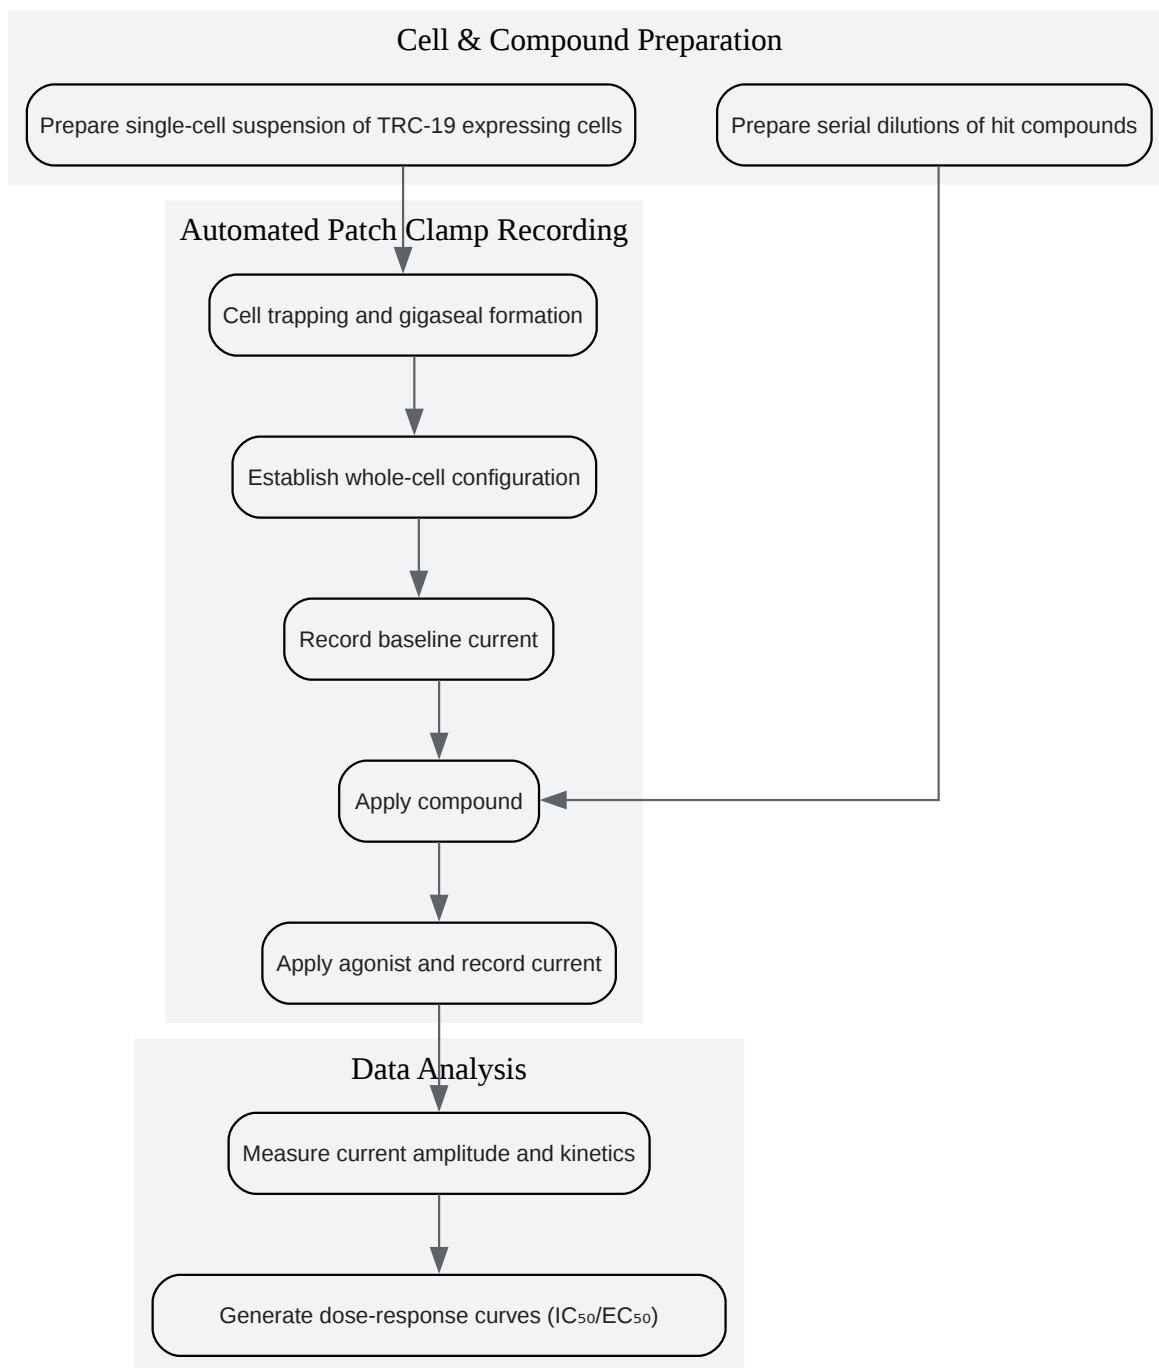 Cell & Compound Preparation
Prepare single-cell suspension of TRC-19 expressing cells
Prepare serial dilutions of hit compounds
Automated Patch Clamp Recording
Cell trapping and gigaseal formation
Establish whole-cell configuration
Record baseline current
Apply compound
Apply agonist and record current
Data Analysis
Measure current amplitude and kinetics
Generate dose-response curves (IC₅₀/EC₅₀)